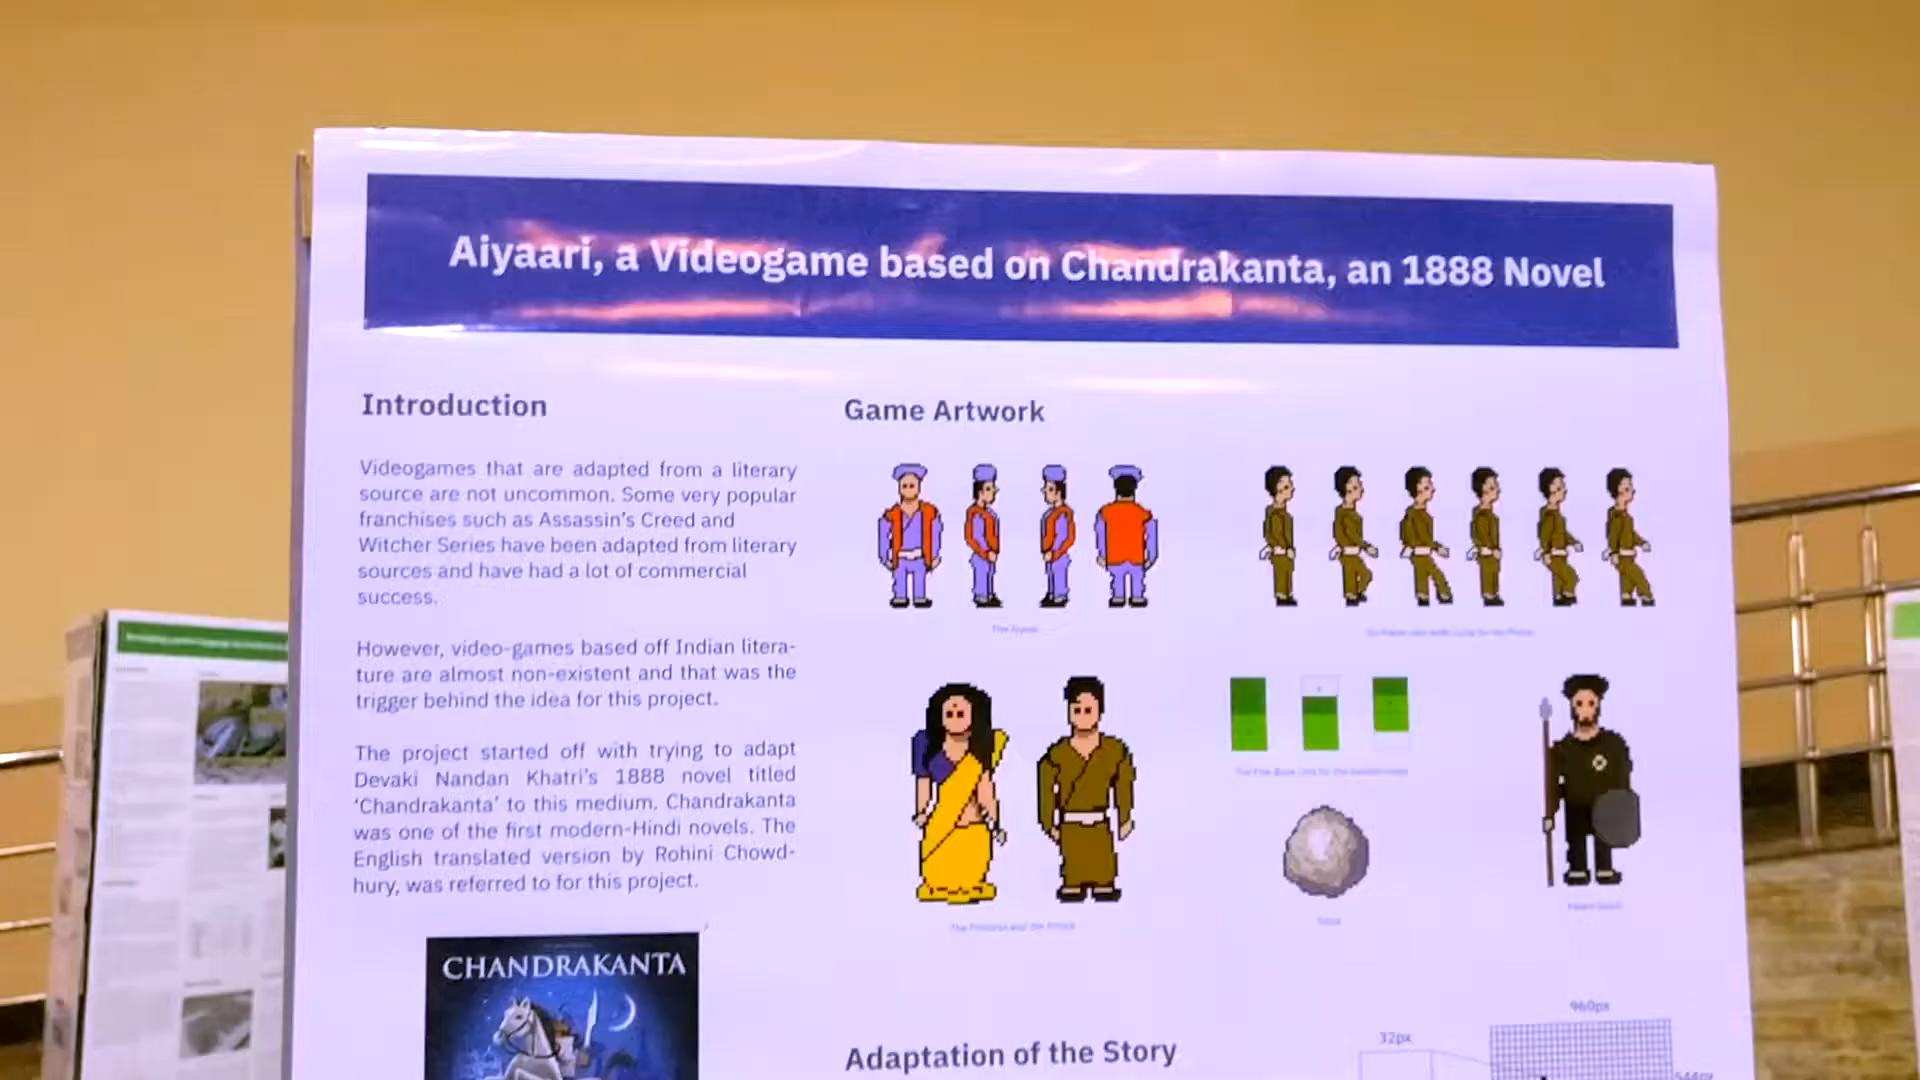 Aiyaari, a Videogame based on Chandrakanta, an 1888 Novel
Introduction
Videogames that are adapted from a literary
source are not uncommon. Some very popular
franchises such as Assassin's Creed and
Witcher Series have been adapted from literary
sources and have had a lot of commercial
success.
However, video-games based off Indian litera-
ture are almost non-existent and that was the
trigger behind the idea for this project.
The project started off with trying to adapt
Devaki Nandan Khatri's 1888 novel titled
'Chandrakanta' to this medium. Chandrakanta
was one of the first modern-Hindi novels. The
English translated version by Rohini Chowd-
hury, was referred to for this project.
CHANDRAKANTA
Game Artwork
The Princess and the Prince
Adaptation of the Story
32px
960px
544px